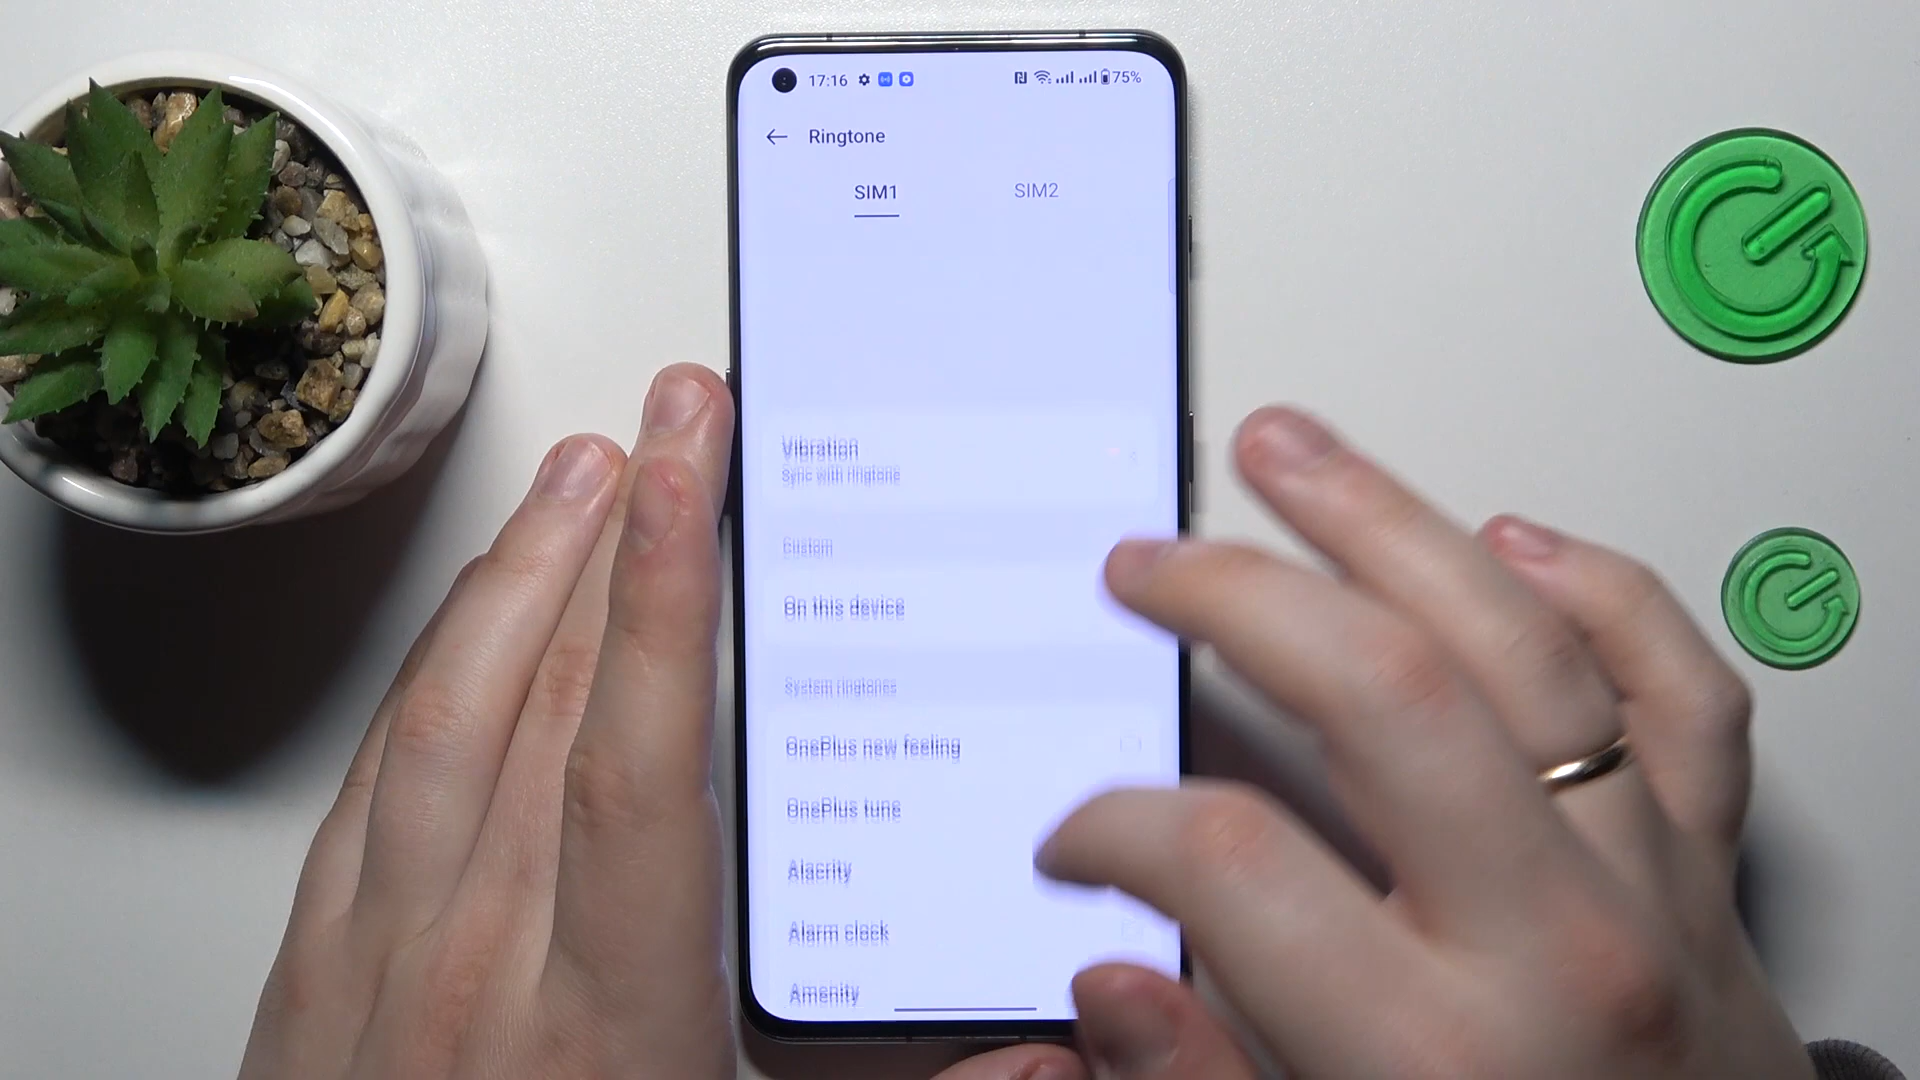 17:16 75%
Ringtone
SIM1 SIM2
Vibration
Sync with ringtone
Custom
On this device
System ringtones
OnePlus new feeling
OnePlus tune
Alacrity
Alarm clock
Amenity